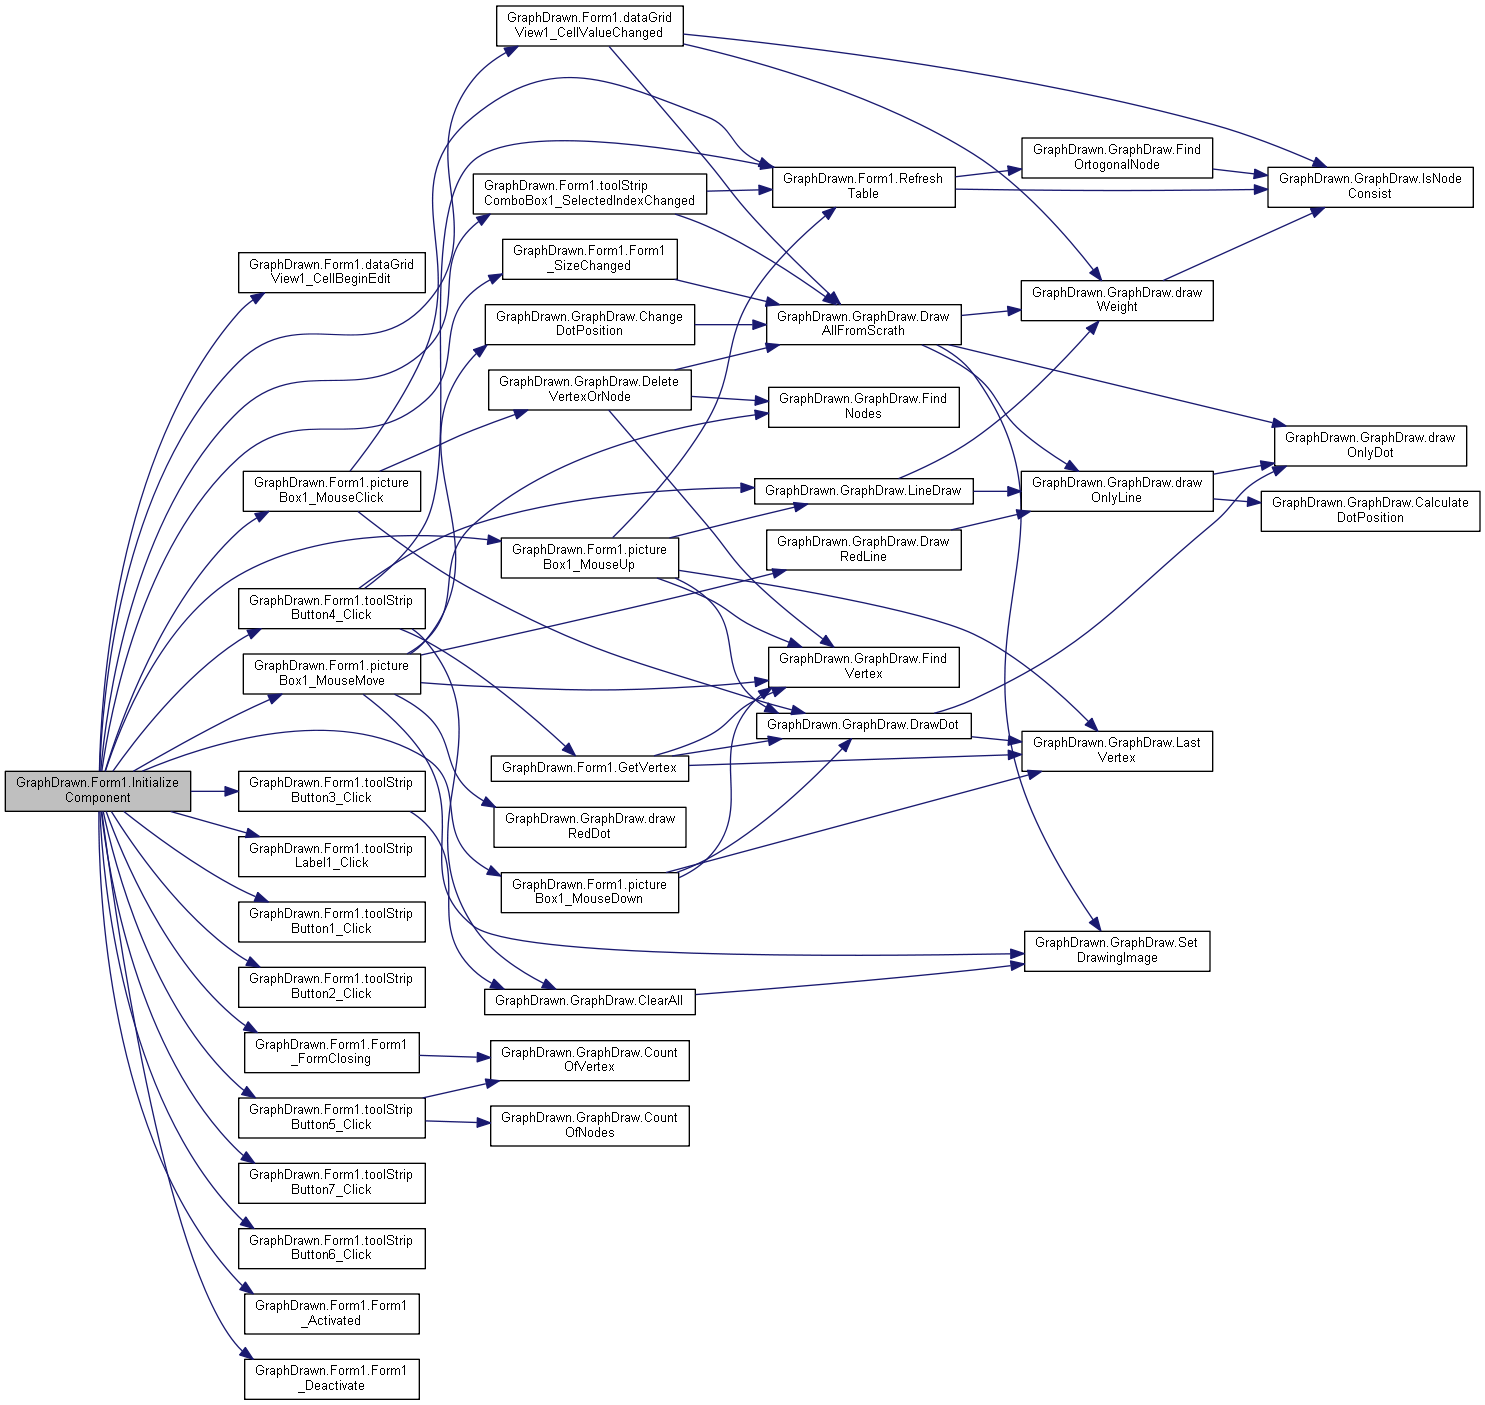 GraphDrawn.Form1.Initialize
Component
GraphDrawn.Form1.dataGrid
View1_CellBeginEdit
GraphDrawn.Form1.picture
Box1_MouseClick
GraphDrawn.Form1.toolStrip
Button4_Click
GraphDrawn.Form1.picture
Box1_MouseMove
GraphDrawn.Form1.toolStrip
Button3_Click
GraphDrawn.Form1.toolStrip
Label1_Click
GraphDrawn.Form1.toolStrip
Button1_Click
GraphDrawn.Form1.toolStrip
Button2_Click
GraphDrawn.Form1.Form1
_FormClosing
GraphDrawn.Form1.toolStrip
Button5_Click
GraphDrawn.Form1.toolStrip
Button7_Click
GraphDrawn.Form1.toolStrip
Button6_Click
GraphDrawn.Form1.Form1
_Activated
GraphDrawn.Form1.Form1
_Deactivate
GraphDrawn.Form1.dataGrid
View1_CellValueChanged
GraphDrawn.Form1.toolStrip
ComboBox1_SelectedIndexChanged
GraphDrawn.Form1.Form1
_SizeChanged
GraphDrawn.GraphDraw.Change
DotPosition
GraphDrawn.GraphDraw.Delete
VertexOrNode
GraphDrawn.Form1.picture
Box1_MouseUp
GraphDrawn.Form1.GetVertex
GraphDrawn.GraphDraw.draw
RedDot
GraphDrawn.Form1.picture
Box1_MouseDown
GraphDrawn.GraphDraw.ClearAll
GraphDrawn.GraphDraw.Count
OfVertex
GraphDrawn.GraphDraw.Count
OfNodes
GraphDrawn.Form1.Refresh
Table
GraphDrawn.GraphDraw.Draw
AllFromScrath
GraphDrawn.GraphDraw.Find
Nodes
GraphDrawn.GraphDraw.LineDraw
GraphDrawn.GraphDraw.Draw
RedLine
GraphDrawn.GraphDraw.Find
Vertex
GraphDrawn.GraphDraw.DrawDot
GraphDrawn.GraphDraw.Find
OrtogonalNode
GraphDrawn.GraphDraw.draw
Weight
GraphDrawn.GraphDraw.draw
OnlyLine
GraphDrawn.GraphDraw.Last
Vertex
GraphDrawn.GraphDraw.Set
DrawingImage
GraphDrawn.GraphDraw.IsNode
Consist
GraphDrawn.GraphDraw.draw
OnlyDot
GraphDrawn.GraphDraw.Calculate
DotPosition